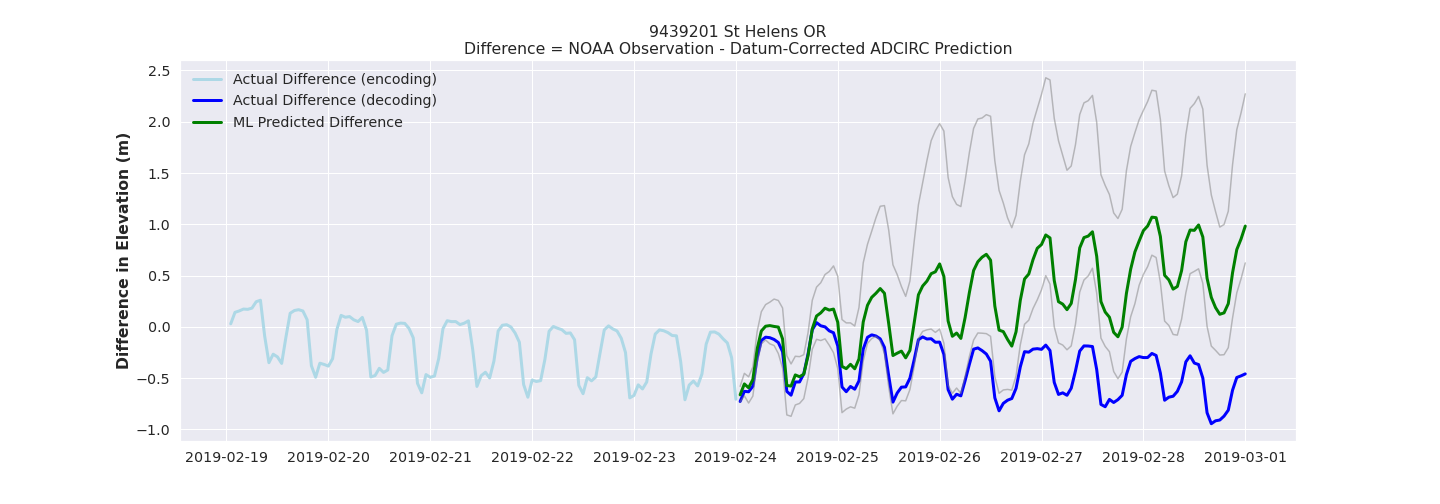 9439201 St Helens OR
Difference = NOAA Observation - Datum-Corrected ADCIRC Prediction
Difference in Elevation (m)
2.5
2.0
1.5
1.0
0.5
0.0
−0.5
−1.0
Actual Difference (encoding)
Actual Difference (decoding)
ML Predicted Difference
2019-02-19 2019-02-20 2019-02-21 2019-02-22 2019-02-23 2019-02-24 2019-02-25 2019-02-26 2019-02-27 2019-02-28 2019-03-01